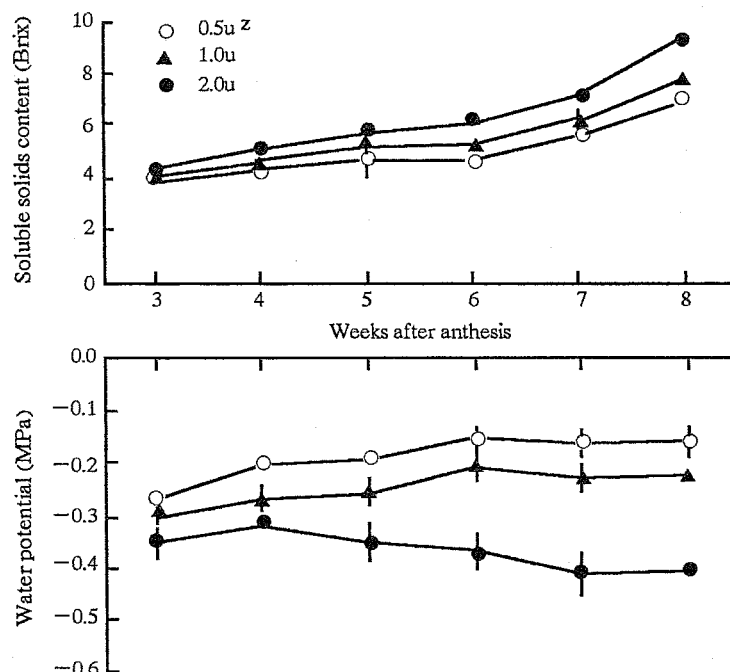 Soluble solids content (Brix)
10
8
6
4
2
0
0.5u z
1.0u
2.0u
3 4 5 6 7 8
Weeks after anthesis
Water potential (MPa)
0.0
−0.1
−0.2
−0.3
−0.4
−0.5
−0.6